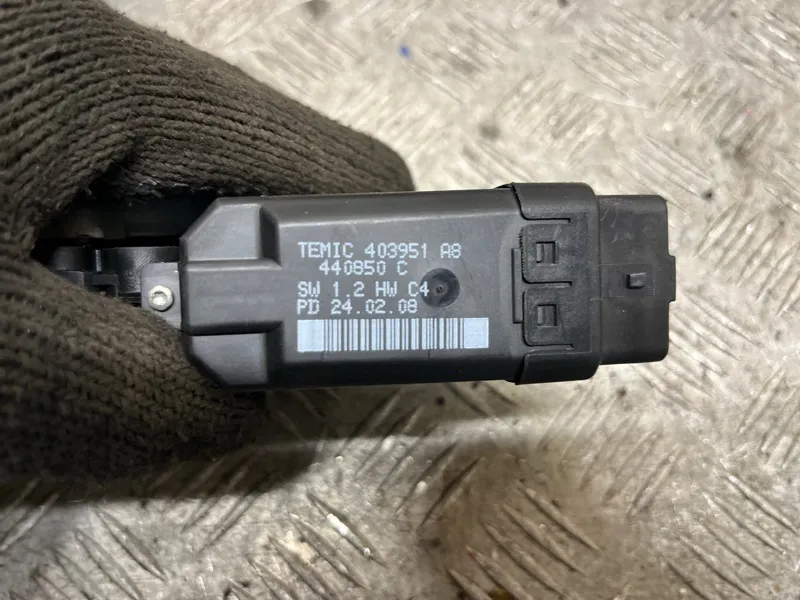 TEMIC 403951 A8
440850 C
SW 1.2 HW C4
PD 24.02.08